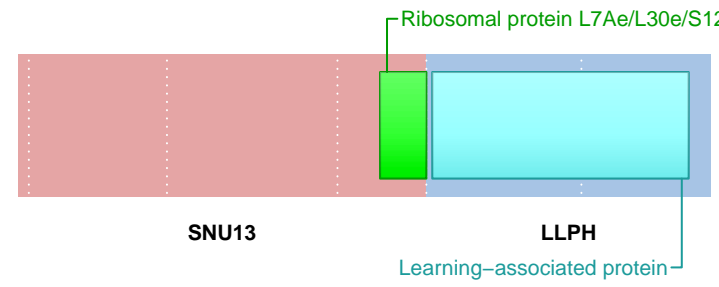 Ribosomal protein L7Ae/L30e/S12
SNU13
LLPH
Learning−associated protein